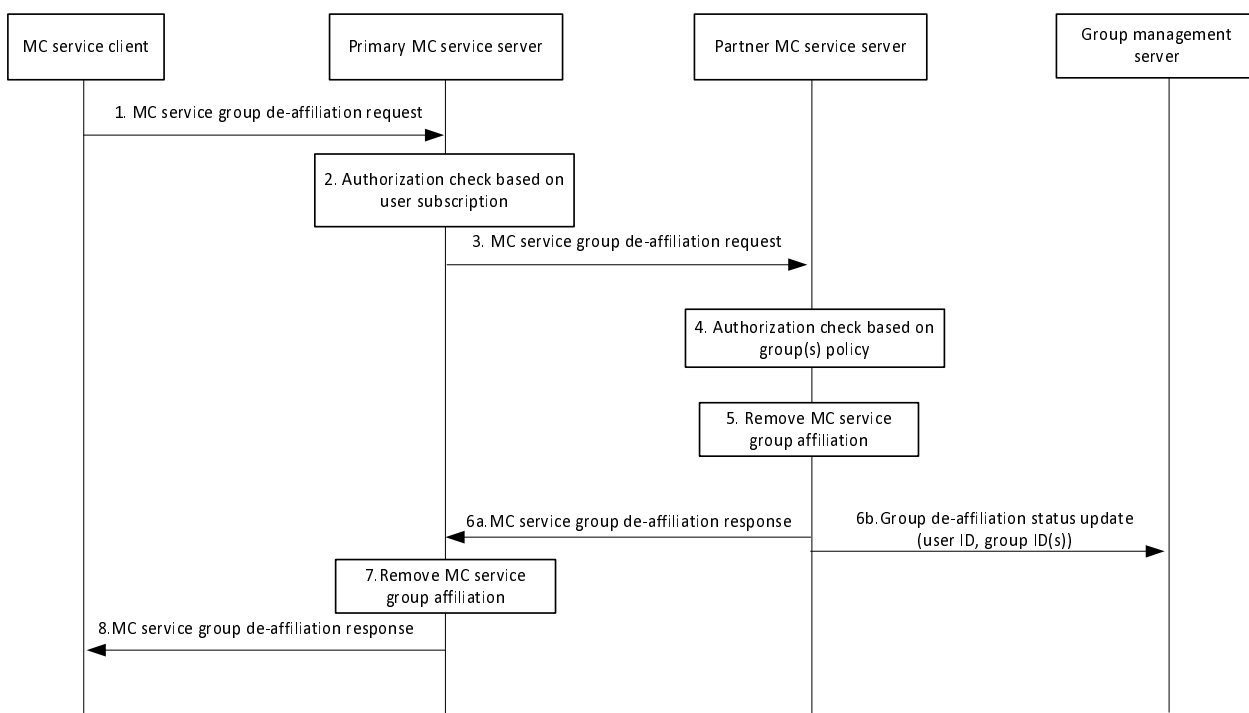 MC service client
Primary MC service server
Partner MC service server
Group management
server
1. MC service group de-affiliation request
2. Authorization check based on
user subscription
3. MC service group de-affiliation request
4. Authorization check based on
group(s) policy
5. Remove MC service
group affiliation
6a. MC service group de-affiliation response
6b. Group de-affiliation status update
(user ID, group ID(s))
7. Remove MC service
group affiliation
8. MC service group de-affiliation response